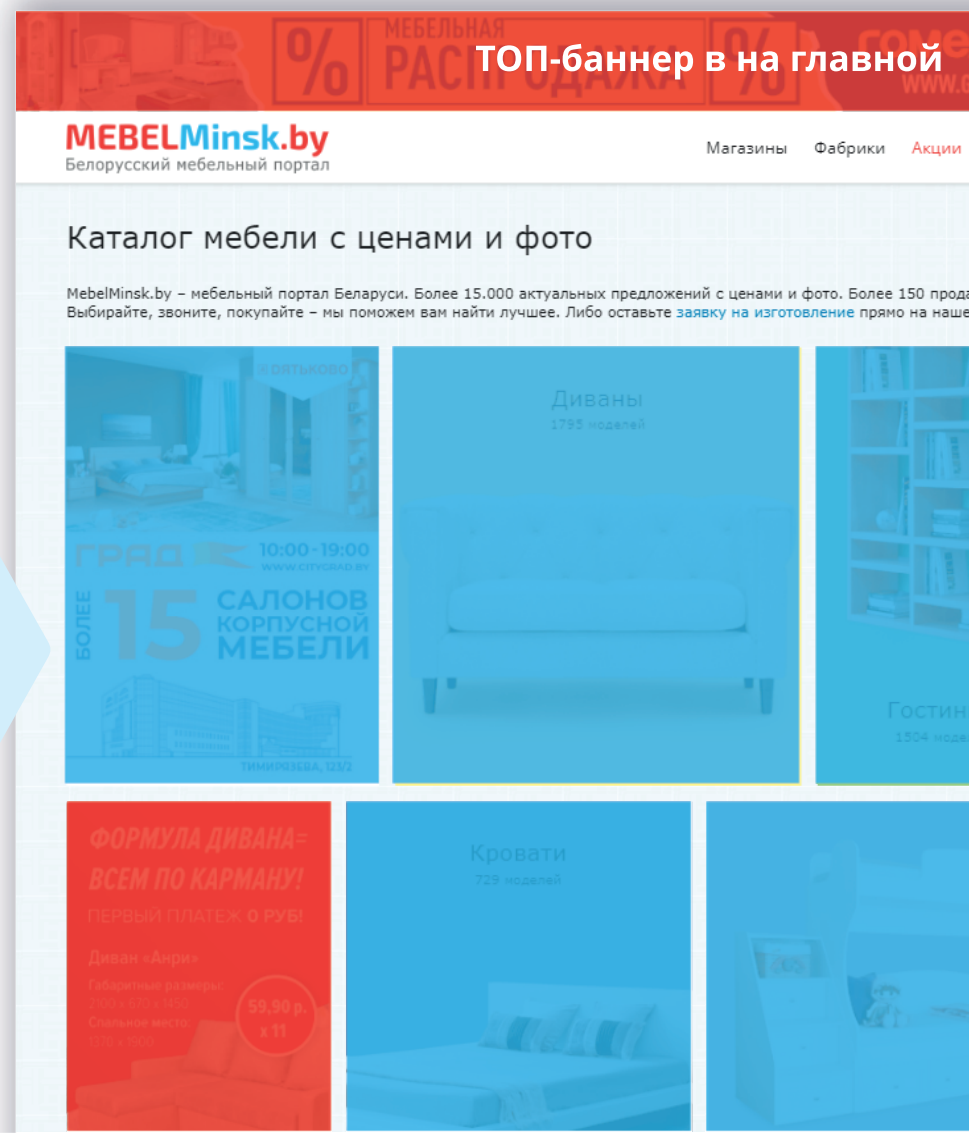 МЕБЕЛЬНАЯ
% РАСПРОДАЖА %
ТОП-баннер в на главной
MEBELMinsk.by
Белорусский мебельный портал
Магазины Фабрики Акции
Каталог мебели с ценами и фото
MebelMinsk.by – мебельный портал Беларуси. Более 15.000 актуальных предложений с ценами и фото. Более 150
Выбирайте, звоните, покупайте – мы поможем вам найти лучшее. Либо оставьте заявку на изготовление прямо на
ДЯТЬКОВО
ГРАД 10:00-19:00
WWW.CITYGRAD.BY
БОЛЕЕ 15 САЛОНОВ
КОРПУСНОЙ
МЕБЕЛИ
ТИМИРЯЗЕВА, 123/2
Диваны
1795 моделей
Гостин
1504 моде
ФОРМУЛА ДИВАНА=
ВСЕМ ПО КАРМАНУ!
ПЕРВЫЙ ПЛАТЕЖ 0 РУБ!
Диван «Анри»
Габаритные размеры:
Спальное место:
59,90 р.
х 11
Кровати
729 моделей